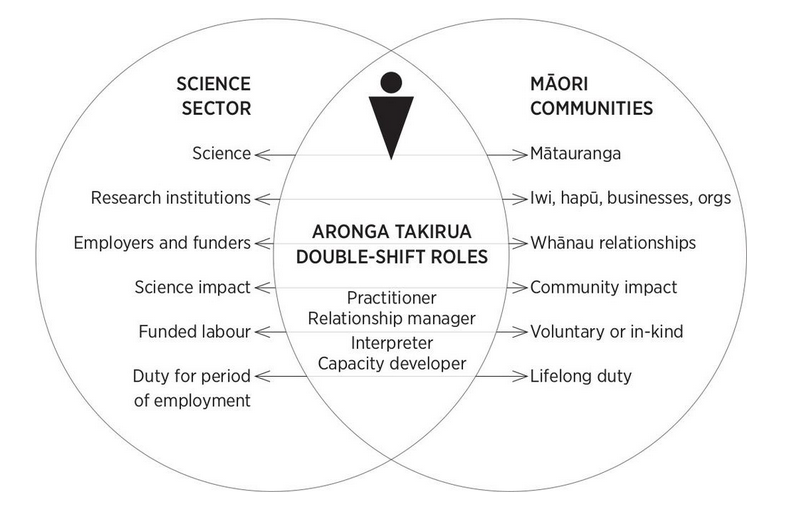 SCIENCE
SECTOR
MĀORI
COMMUNITIES
Science
Mātauranga
Research institutions
Iwi, hapū, businesses, orgs
ARONGA TAKIRUA
DOUBLE-SHIFT ROLES
Employers and funders
Whānau relationships
Science impact
Community impact
Practitioner
Relationship manager
Funded labour
Voluntary or in-kind
Interpreter
Capacity developer
Duty for period
of employment
Lifelong duty